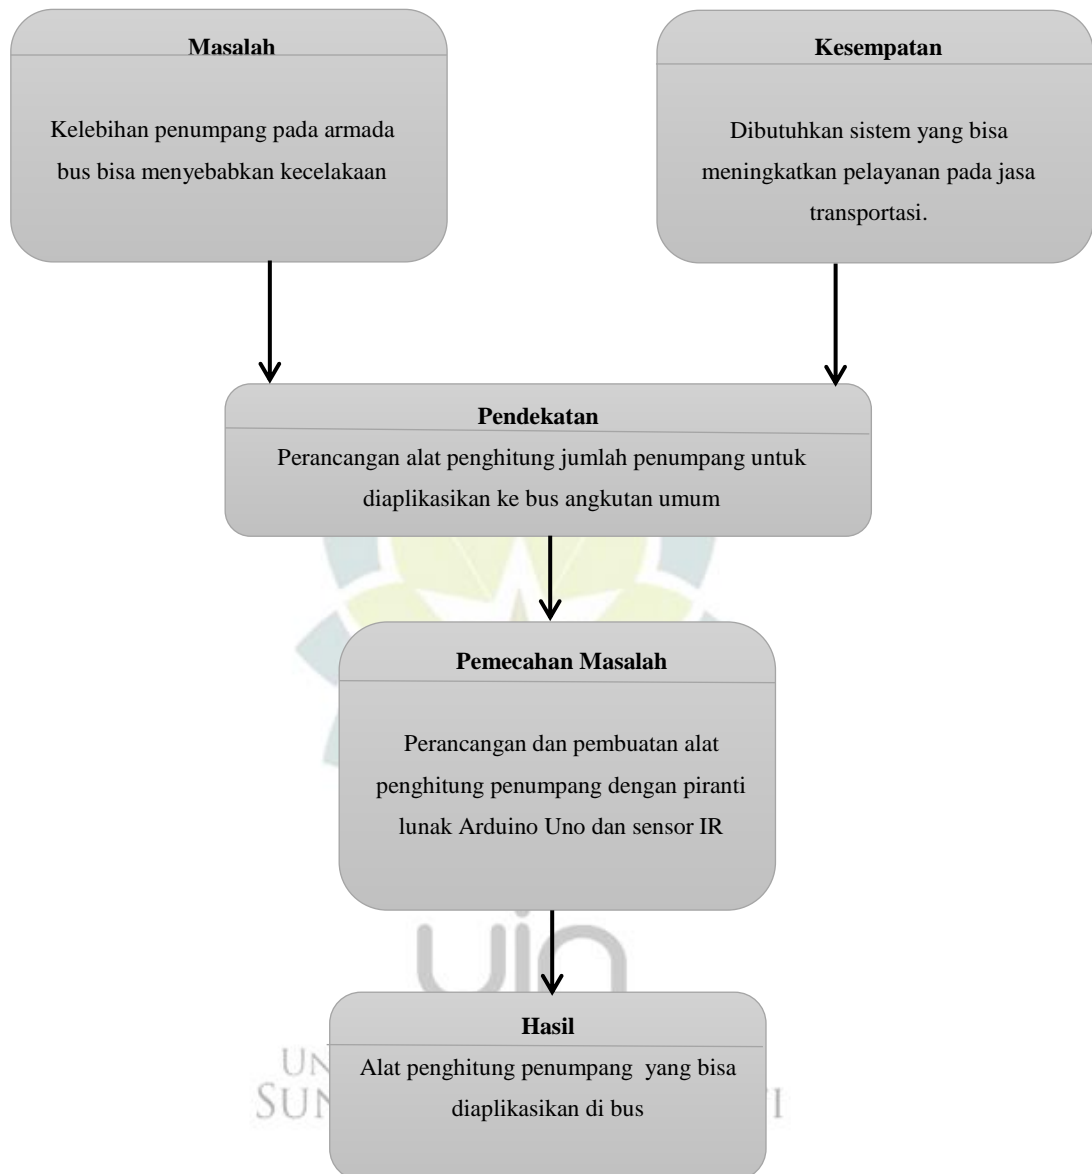 Masalah
Kelebihan penumpang pada armada
bus bisa menyebabkan kecelakaan
Kesempatan
Dibutuhkan sistem yang bisa
meningkatkan pelayanan pada jasa
transportasi.
Pendekatan
Perancangan alat penghitung jumlah penumpang untuk
diaplikasikan ke bus angkutan umum
Pemecahan Masalah
Perancangan dan pembuatan alat
penghitung penumpang dengan piranti
lunak Arduino Uno dan sensor IR
uin
Hasil
Alat penghitung penumpang yang bisa
diaplikasikan di bus